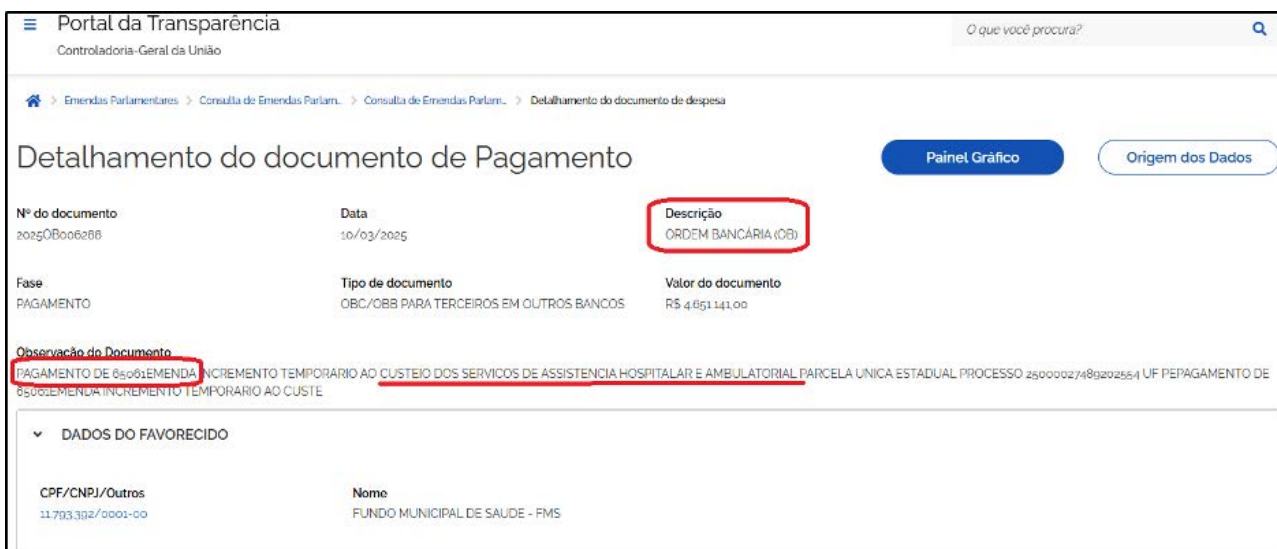 Portal da Transparência
O que você procura?
Controladoria-Geral da União
Emendas Parlamentares > Consulta de Emendas Parlam... > Consulta de Emendas Parlam... > Detalhamento do documento de despesa
Detalhamento do documento de Pagamento
Painel Gráfico
Origem dos Dados
Nº do documento
Data
Descrição
2025OB006288
10/03/2025
ORDEM BANCÁRIA (OB)
Fase
Tipo de documento
Valor do documento
PAGAMENTO
OBC/OBB PARA TERCEIROS EM OUTROS BANCOS
R$ 4.651.141,00
Observação do Documento
PAGAMENTO DE 65061EMENDA INCREMENTO TEMPORARIO AO CUSTEIO DOS SERVICOS DE ASSISTENCIA HOSPITALAR E AMBULATORIAL PARCELA UNICA ESTADUAL PROCESSO 25000027489202554 UF PEPAGAMENTO DE
65061EMENDA INCREMENTO TEMPORARIO AO CUSTE
DADOS DO FAVORECIDO
CPF/CNPJ/Outros
Nome
11.793.392/0001-00
FUNDO MUNICIPAL DE SAUDE - FMS